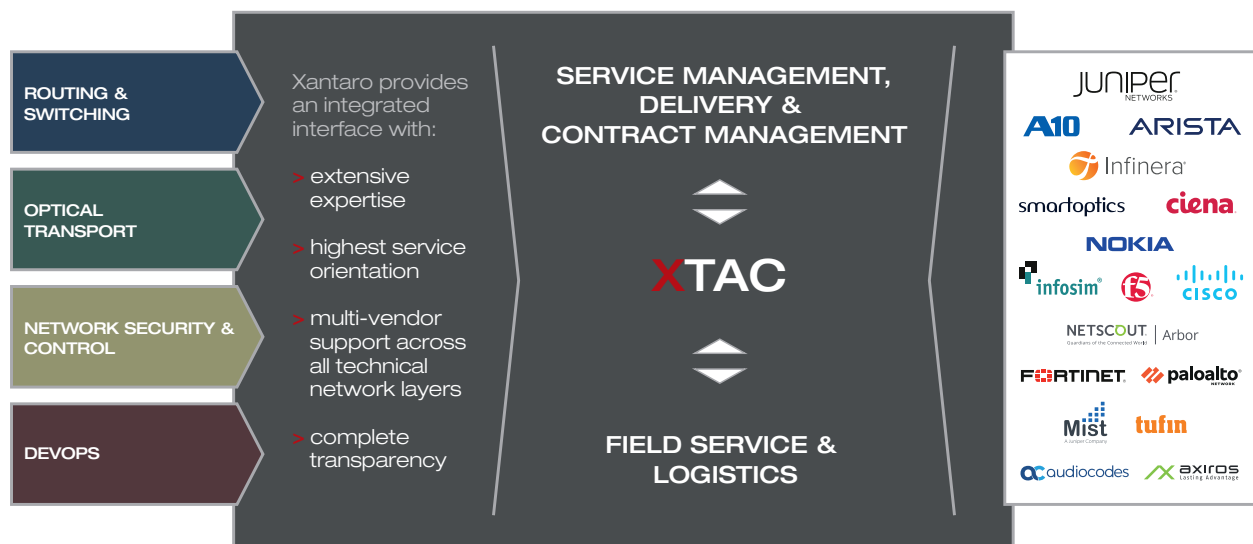 ROUTING &
SWITCHING
OPTICAL
TRANSPORT
NETWORK SECURITY &
CONTROL
DEVOPS
Xantaro provides
an integrated
interface with:
> extensive
expertise
> highest service
orientation
> multi-vendor
support across
all technical
network layers
> complete
transparency
SERVICE MANAGEMENT,
DELIVERY &
CONTRACT MANAGEMENT
XTAC
FIELD SERVICE &
LOGISTICS
JUNIPER
NETWORKS
A10 ARISTA
Infinera
smartoptics ciena
NOKIA
infosim® f5 CISCO
NETSCOUT | Arbor
Guardians of the Connected World
FORTINET paloalto®
NETWORK
Mist tufin
A Juniper Company
audiocodes axiros
Lasting Advantage